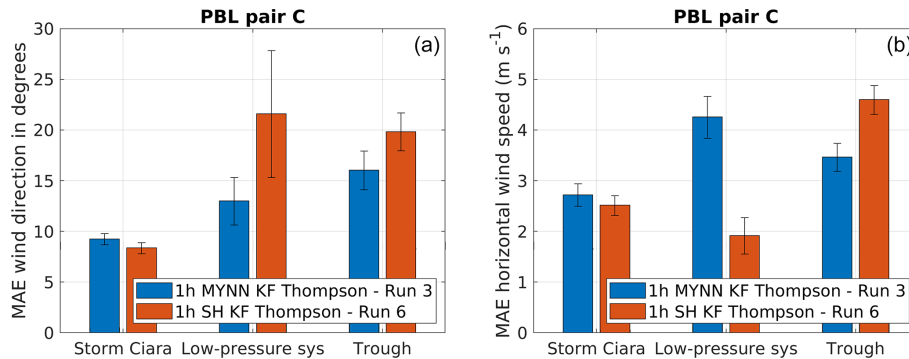 PBL pair C
(a)
MAE wind direction in degrees
30
25
20
15
10
5
0
1h MYNN KF Thompson - Run 3
1h SH KF Thompson - Run 6
Storm Ciara Low-pressure sys Trough
PBL pair C
(b)
MAE horizontal wind speed (m s⁻¹)
6
5
4
3
2
1
0
1h MYNN KF Thompson - Run 3
1h SH KF Thompson - Run 6
Storm Ciara Low-pressure sys Trough